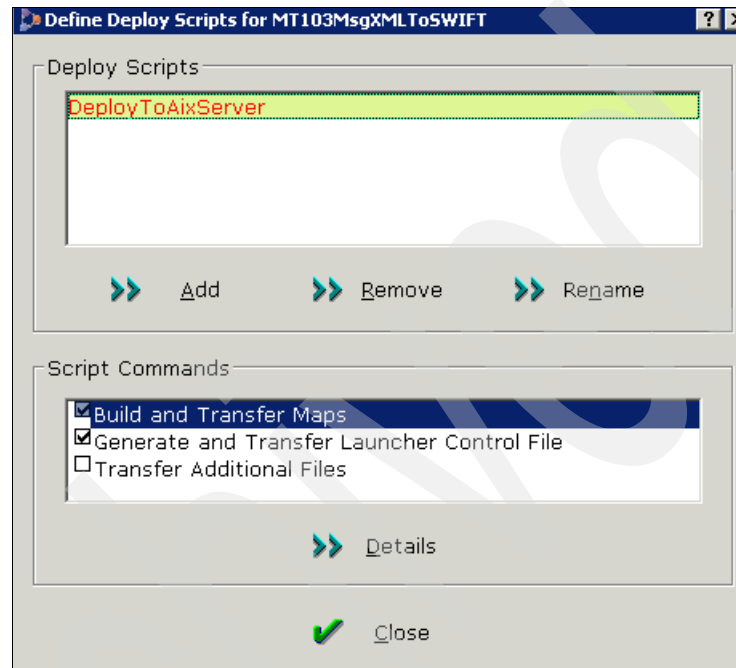 Define Deploy Scripts for MT103MsgXMLToSWIFT
Deploy Scripts
DeployToAixServer
Add Remove Rename
Script Commands
Build and Transfer Maps
Generate and Transfer Launcher Control File
Transfer Additional Files
Details
Close